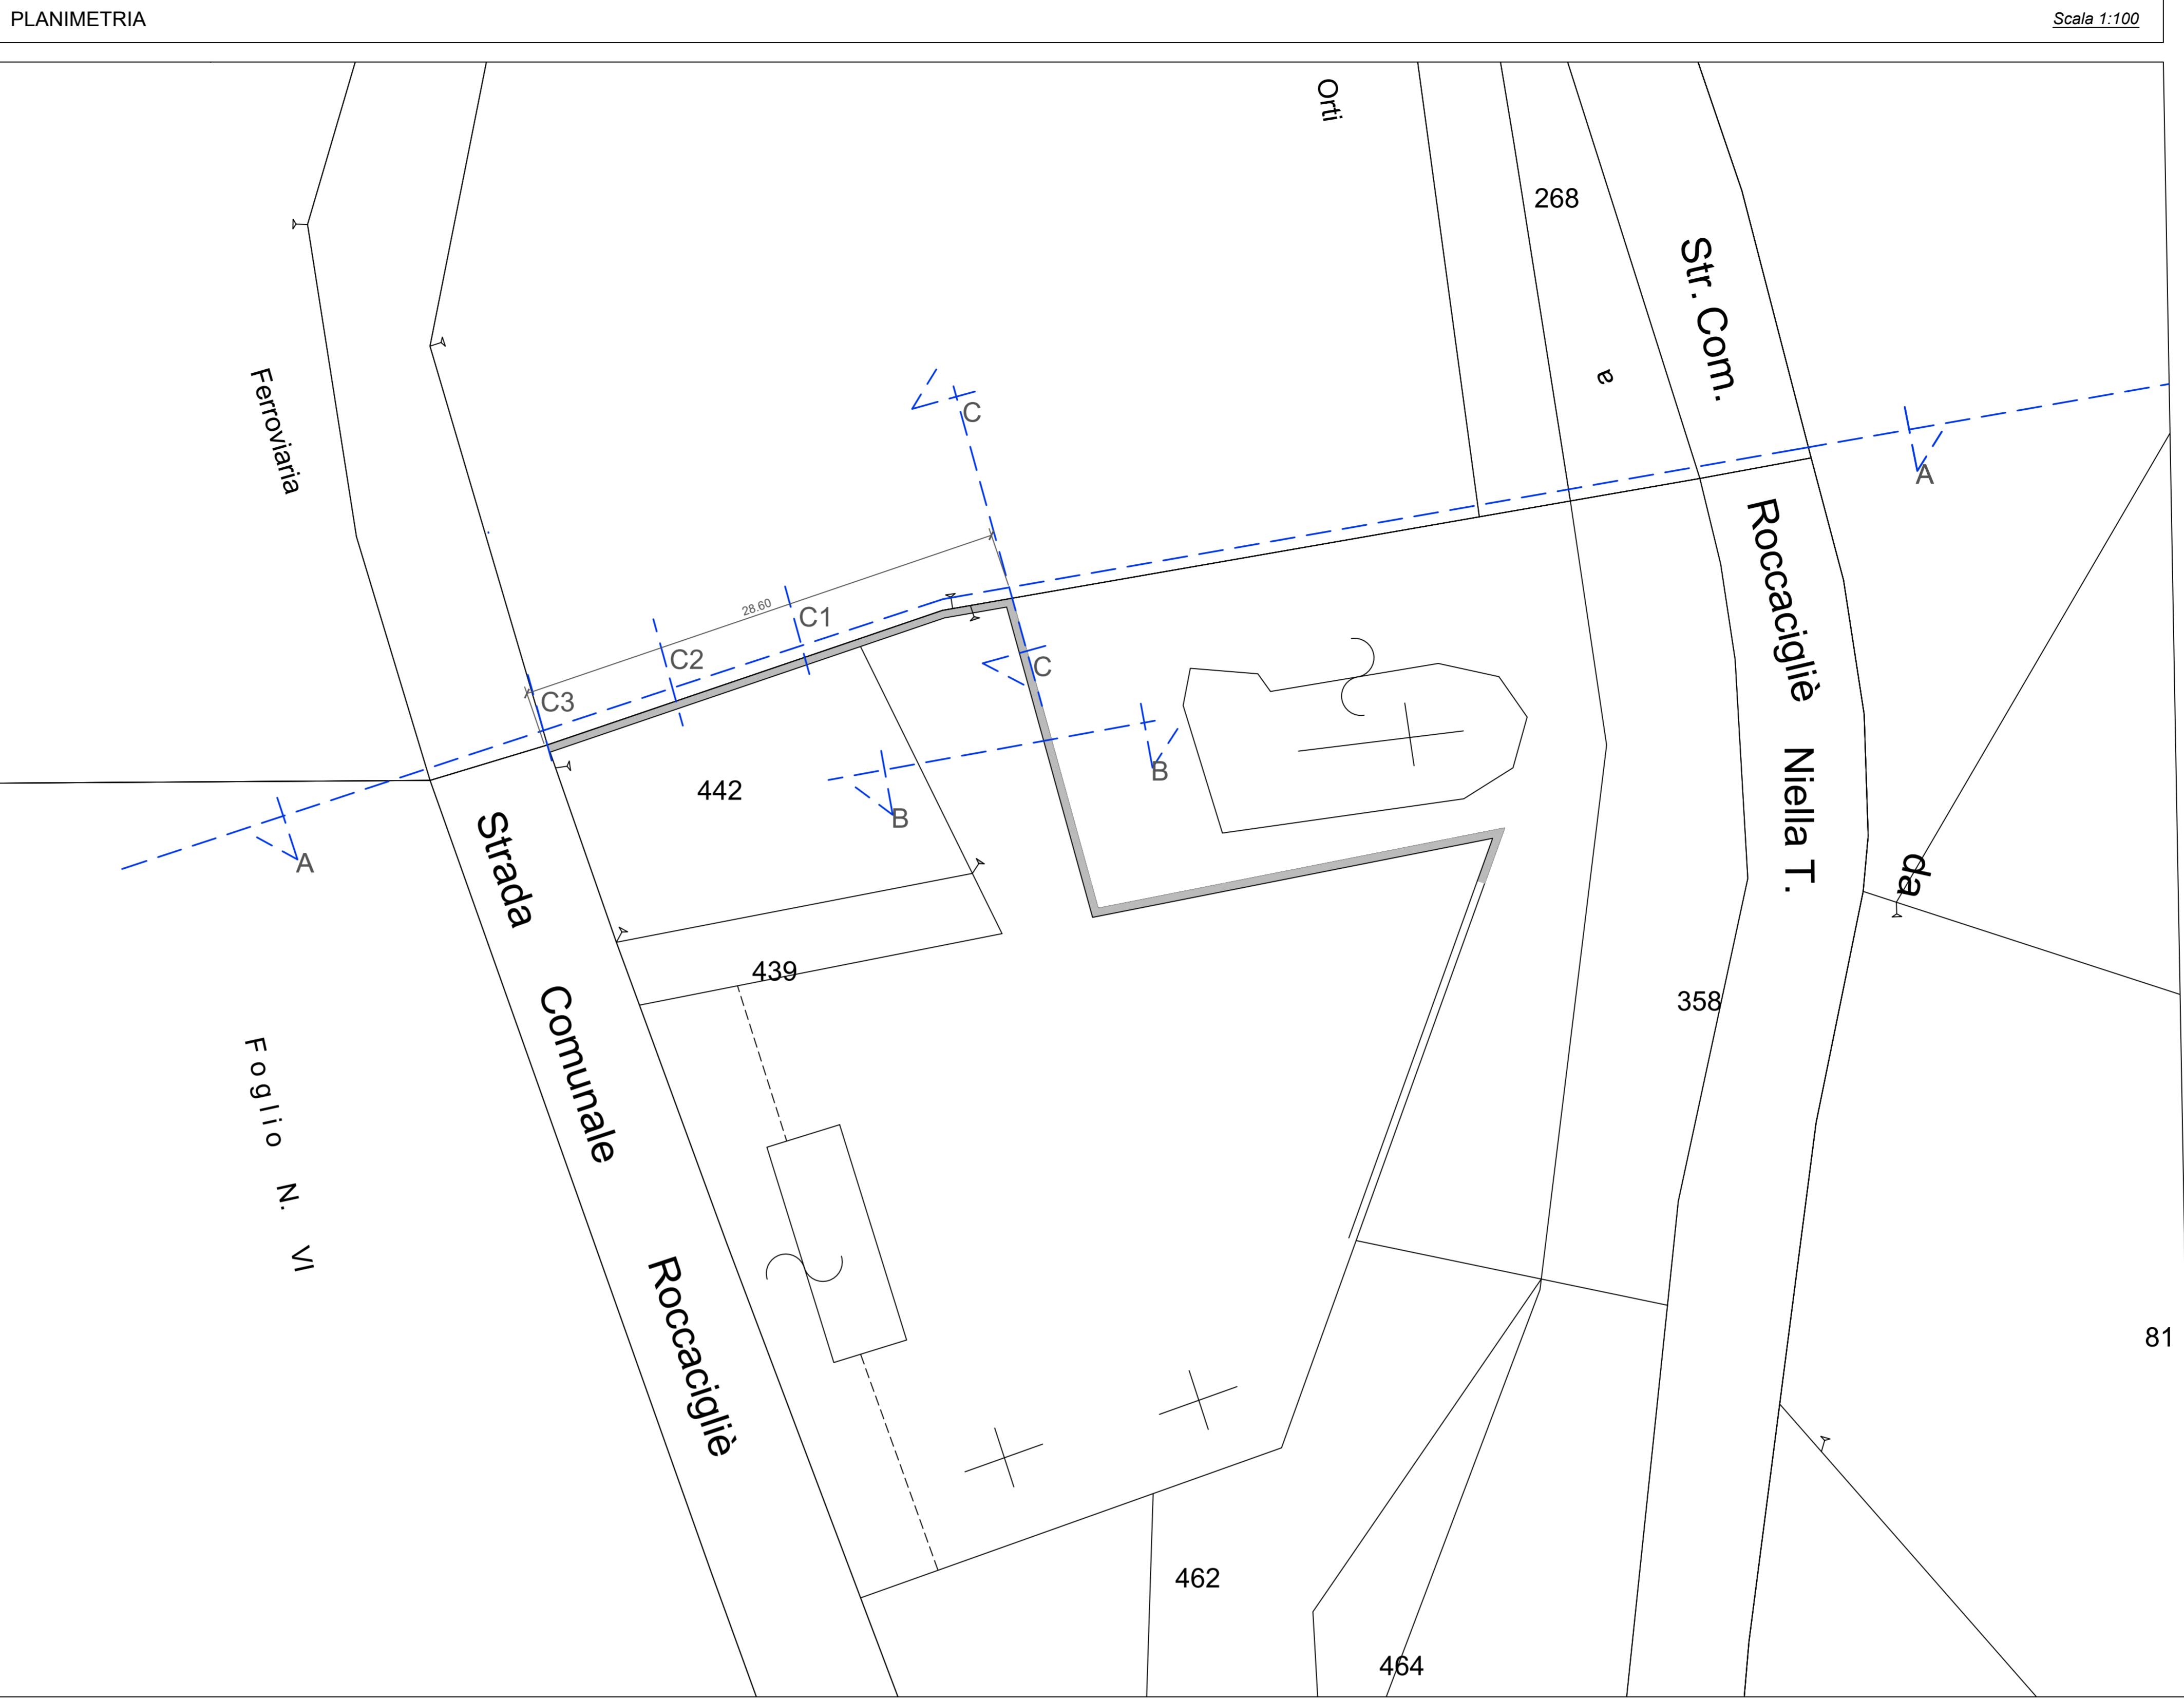 PLANIMETRIA
Scala 1:100
Orti
268
Str. Com.
a
Ferroviaria
C
A
28.60
C1
C2
C
C3
Roccacigliè
Niella T.
B
442
B
A
Strada
da
439
Comunale
358
Foglio N. VI
Roccacigliè
81
462
464